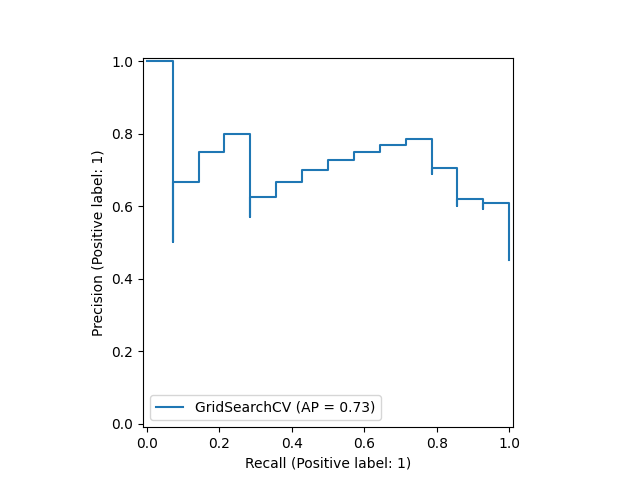 1.0
0.8
0.6
0.4
0.2
0.0
Precision (Positive label: 1)
GridSearchCV (AP = 0.73)
0.0 0.2 0.4 0.6 0.8 1.0
Recall (Positive label: 1)